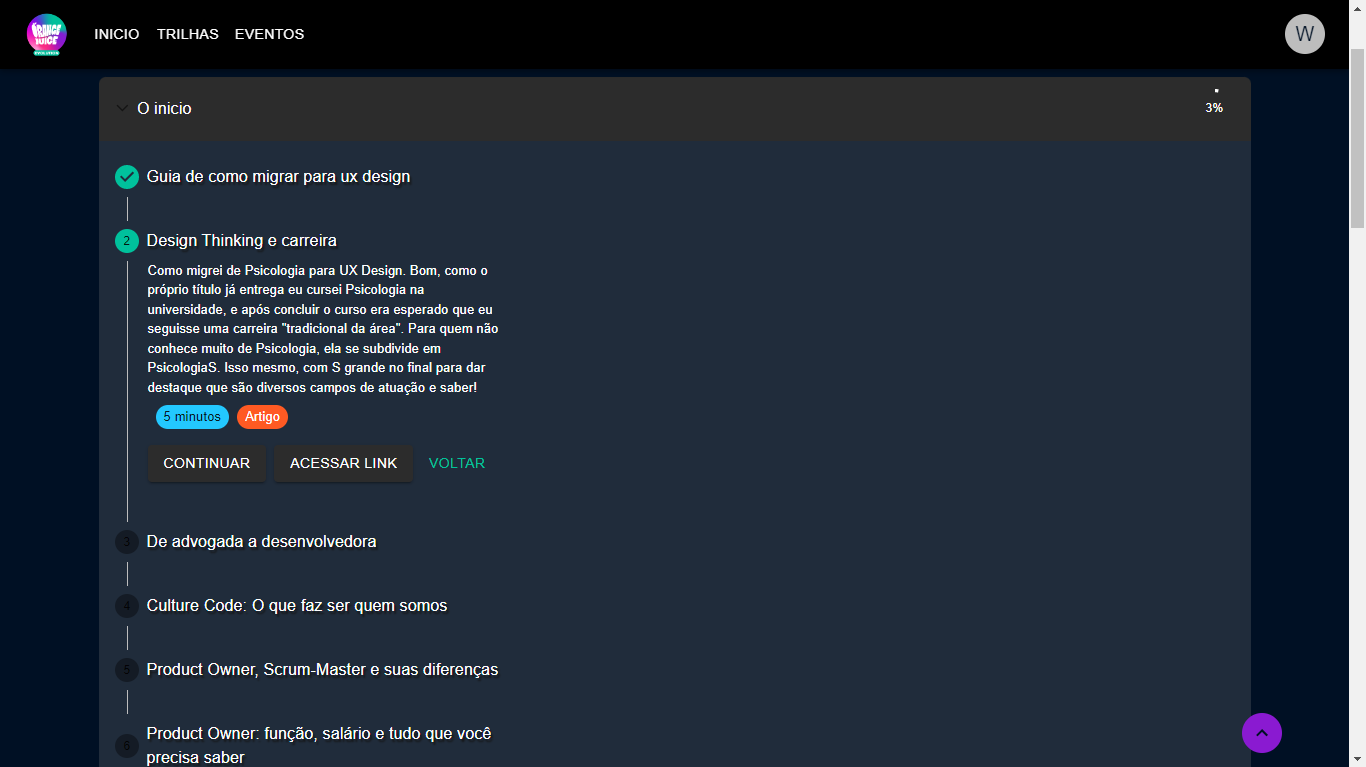 ORANGE
JUICE
EVOLUTION
INICIO TRILHAS EVENTOS
W
O inicio
3%
Guia de como migrar para ux design
2 Design Thinking e carreira
Como migrei de Psicologia para UX Design. Bom, como o
próprio título já entrega eu cursei Psicologia na
universidade, e após concluir o curso era esperado que eu
seguisse uma carreira "tradicional da área". Para quem não
conhece muito de Psicologia, ela se subdivide em
PsicologiaS. Isso mesmo, com S grande no final para dar
destaque que são diversos campos de atuação e saber!
5 minutos Artigo
CONTINUAR ACESSAR LINK VOLTAR
3 De advogada a desenvolvedora
4 Culture Code: O que faz ser quem somos
5 Product Owner, Scrum-Master e suas diferenças
6 Product Owner: função, salário e tudo que você
precisa saber